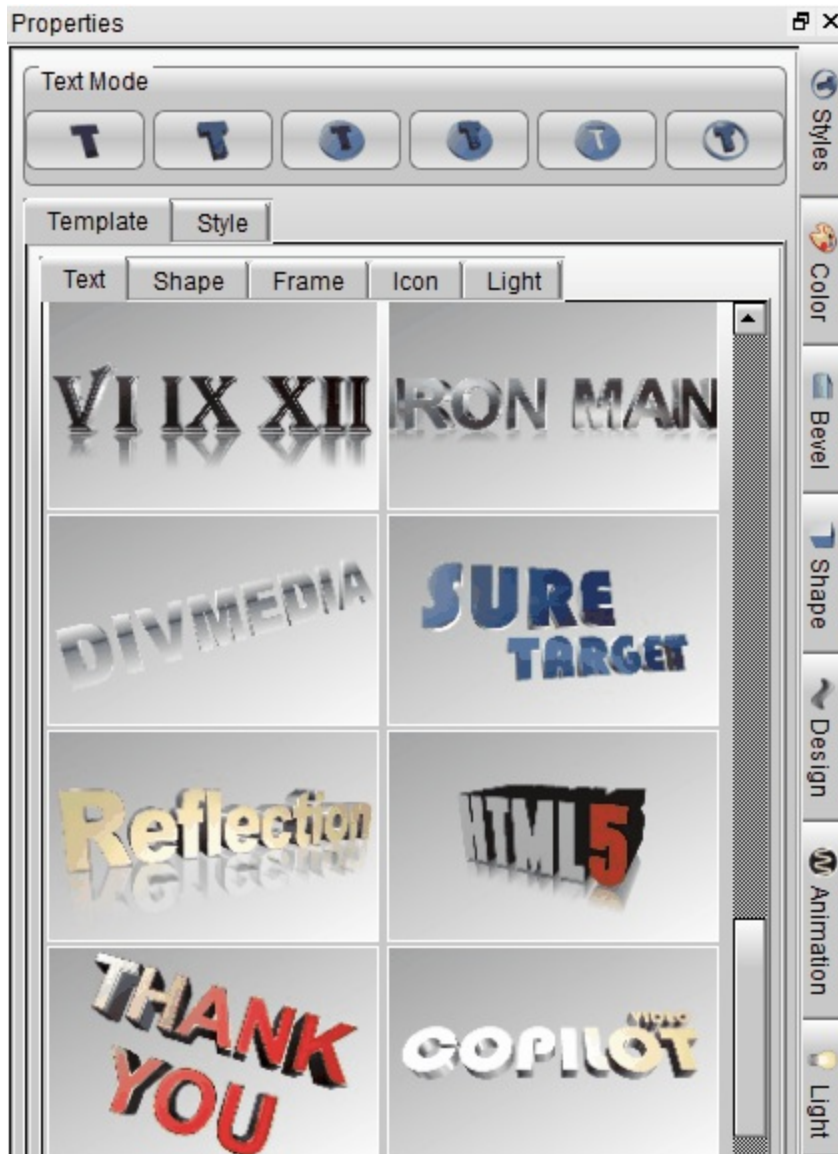 Properties
Text Mode
Template
Style
Text
Shape
Frame
Icon
Light
VI IX XII
IRON MAN
DIVMEDIA
SURE
TARGET
Reflection
HTML5
THANK
YOU
VIDEO
COPILOT
Styles
Color
Bevel
Shape
Design
Animation
Light